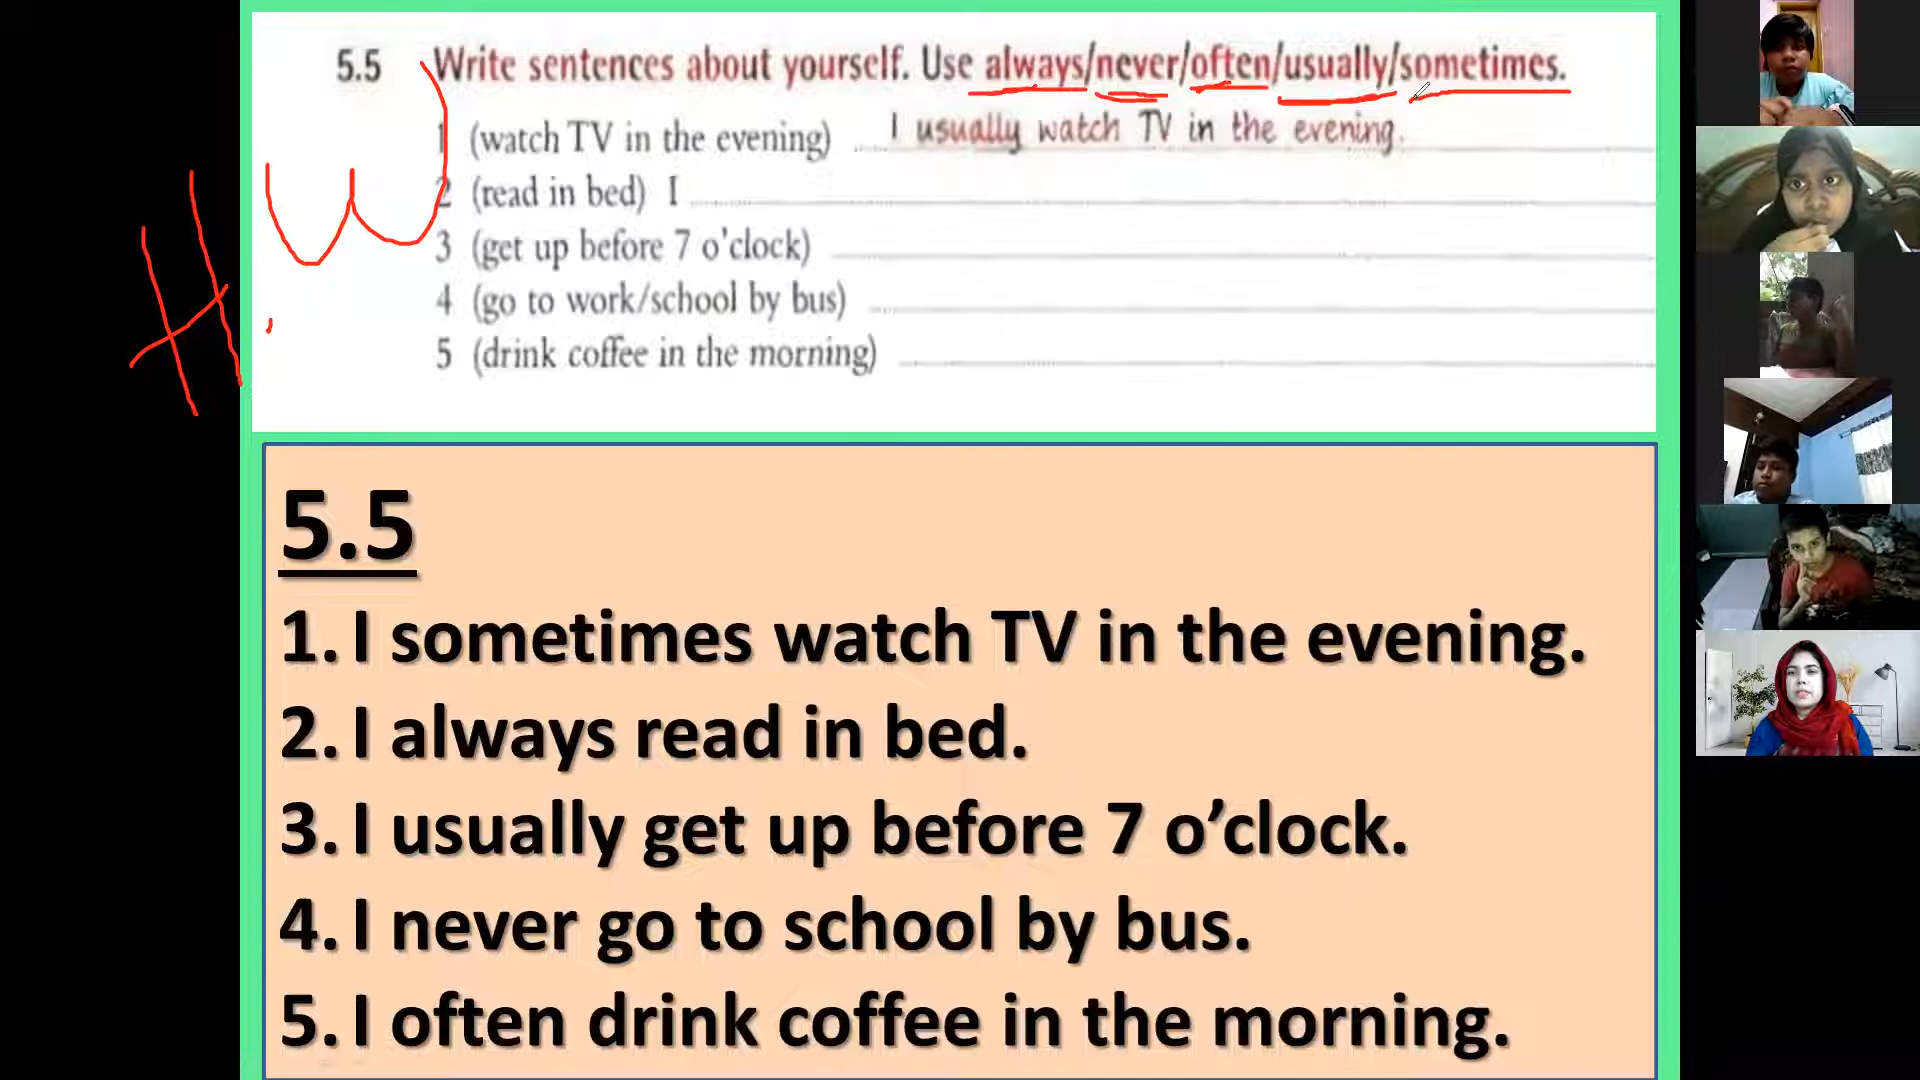 5.5 Write sentences about yourself. Use always/never/often/usually/sometimes.
1 (watch TV in the evening) I usually watch TV in the evening.
2 (read in bed) I
3 (get up before 7 o'clock)
4 (go to work/school by bus)
5 (drink coffee in the morning)
H.W
5.5
1. I sometimes watch TV in the evening.
2. I always read in bed.
3. I usually get up before 7 o’clock.
4. I never go to school by bus.
5. I often drink coffee in the morning.